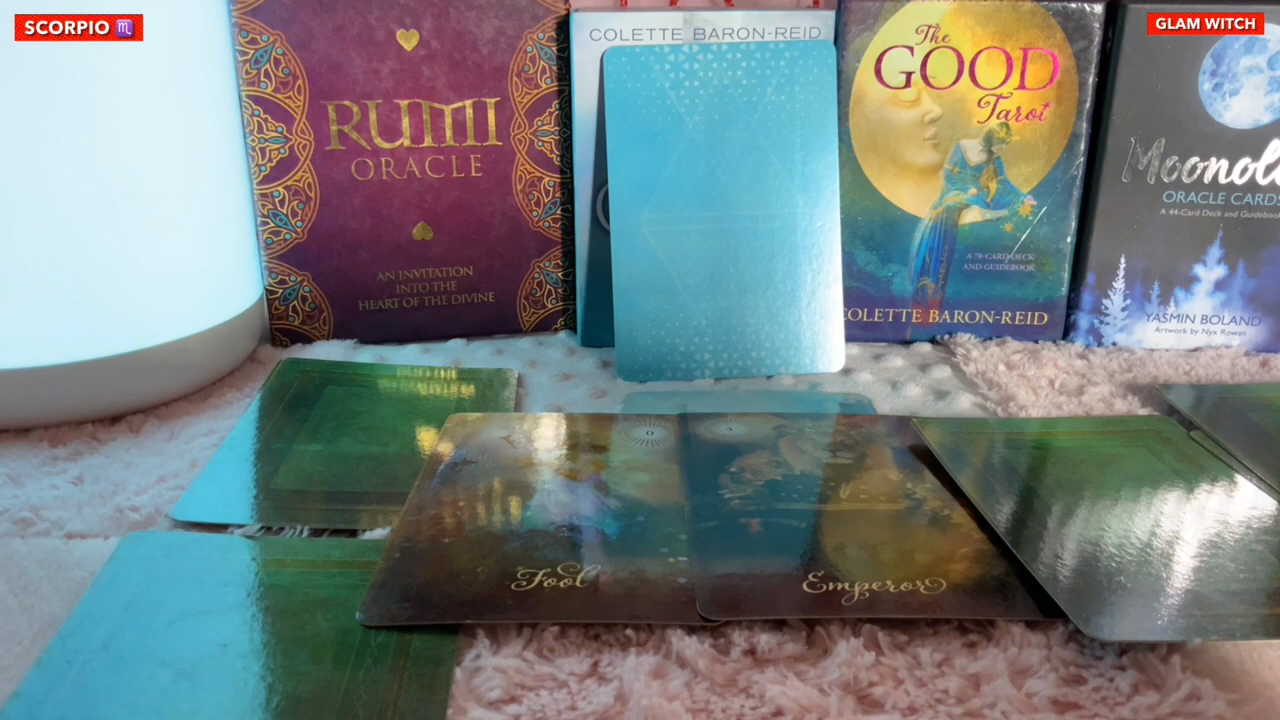 SCORPIO ♏
GLAM WITCH
RUMI
ORACLE
AN INVITATION
INTO THE
HEART OF THE DIVINE
COLETTE BARON-REID
The
GOOD
Tarot
A 78-CARD DECK
AND GUIDEBOOK
COLETTE BARON-REID
ORACLE CARDS
A 44-Card Deck and Guidebook
YASMIN BOLAND
Artwork by Nyx Rowan
0
4
Fool
Emperor